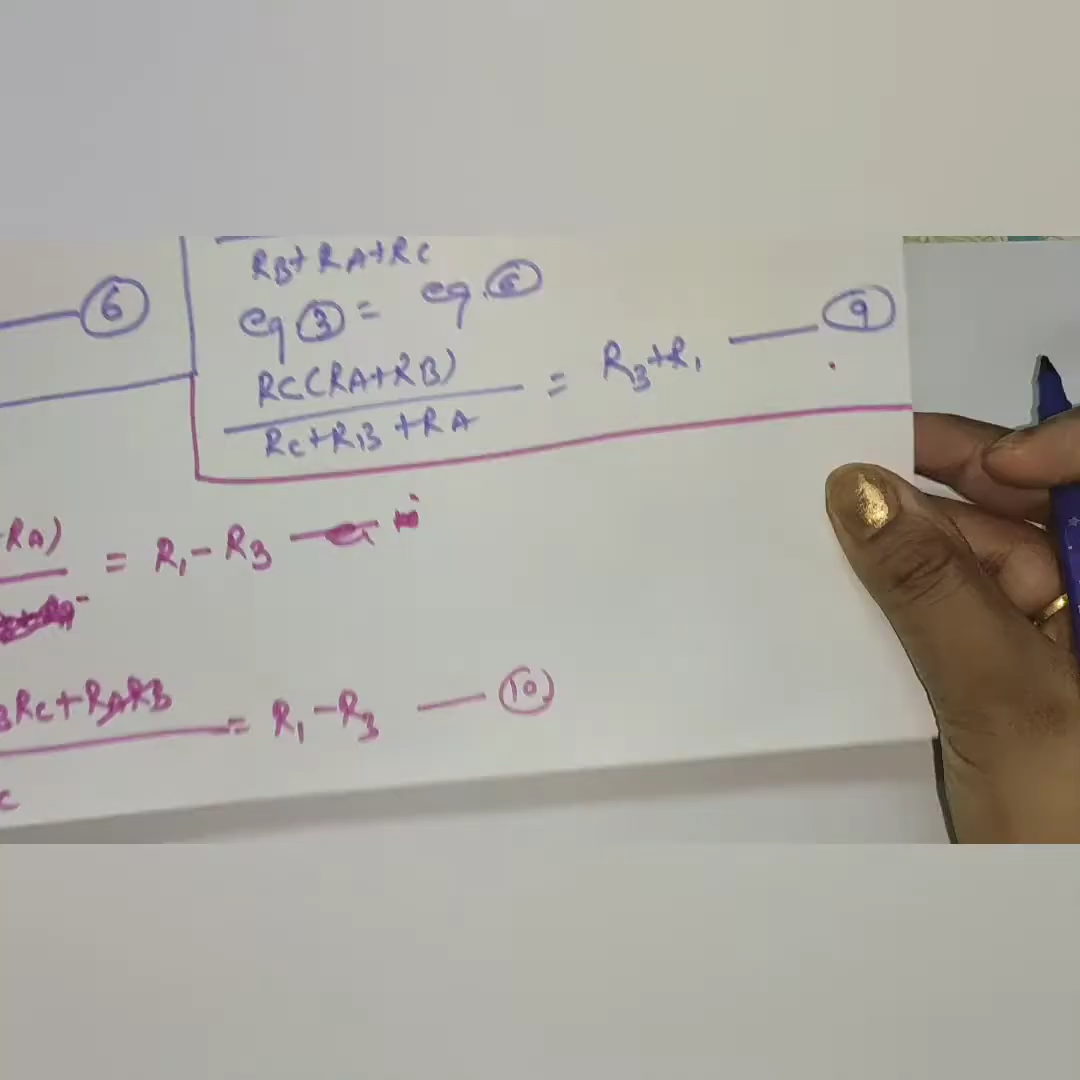 RB+RA+RC
6
eq 3 = eq. 6
RC(RA+RB)
= R3+R1 — 9
RC+RB+RA
RA)
= R1-R3
RC+RARB
= R1-R3 — 10
C